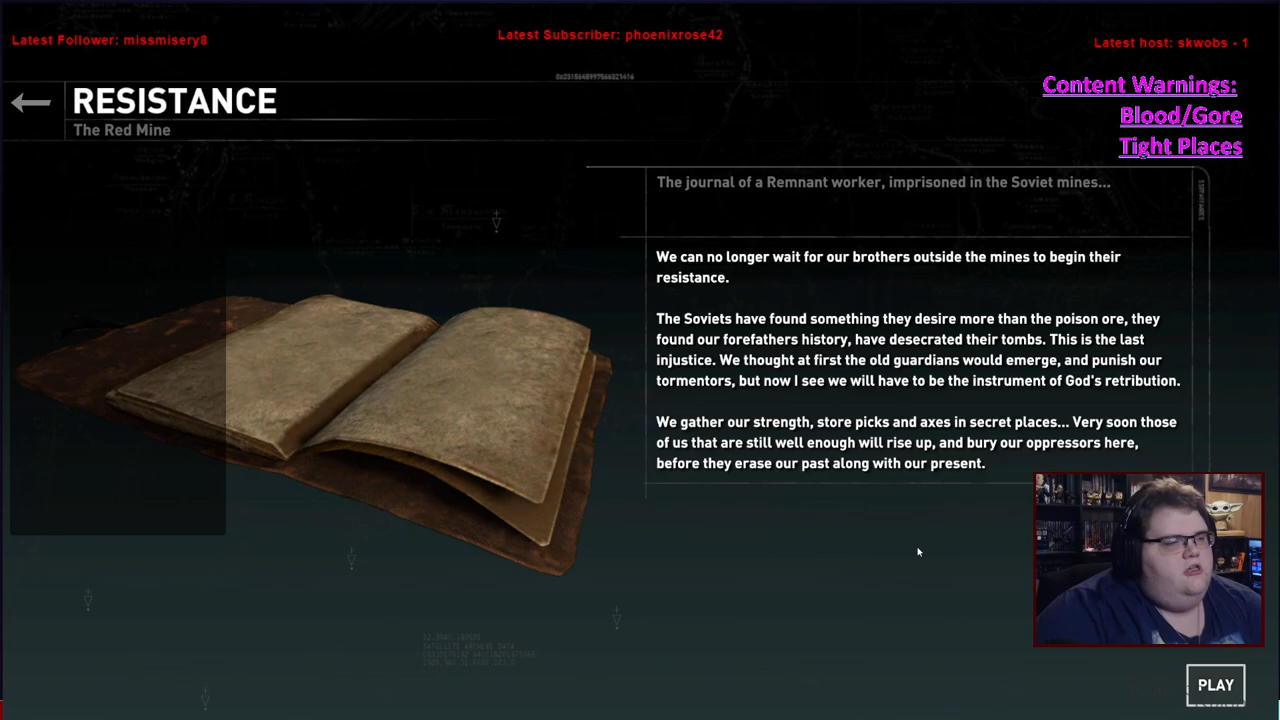 Latest Follower: missmisery8
Latest Subscriber: phoenixrose42
Latest host: skwobs - 1
Content Warnings:
Blood/Gore
Tight Places
RESISTANCE
The Red Mine
The journal of a Remnant worker, imprisoned in the Soviet mines...
We can no longer wait for our brothers outside the mines to begin their
resistance.
The Soviets have found something they desire more than the poison ore, they
found our forefathers history, have desecrated their tombs. This is the last
injustice. We thought at first the old guardians would emerge, and punish our
tormentors, but now I see we will have to be the instrument of God's retribution.
We gather our strength, store picks and axes in secret places... Very soon those
of us that are still well enough will rise up, and bury our oppressors here,
before they erase our past along with our present.
PLAY